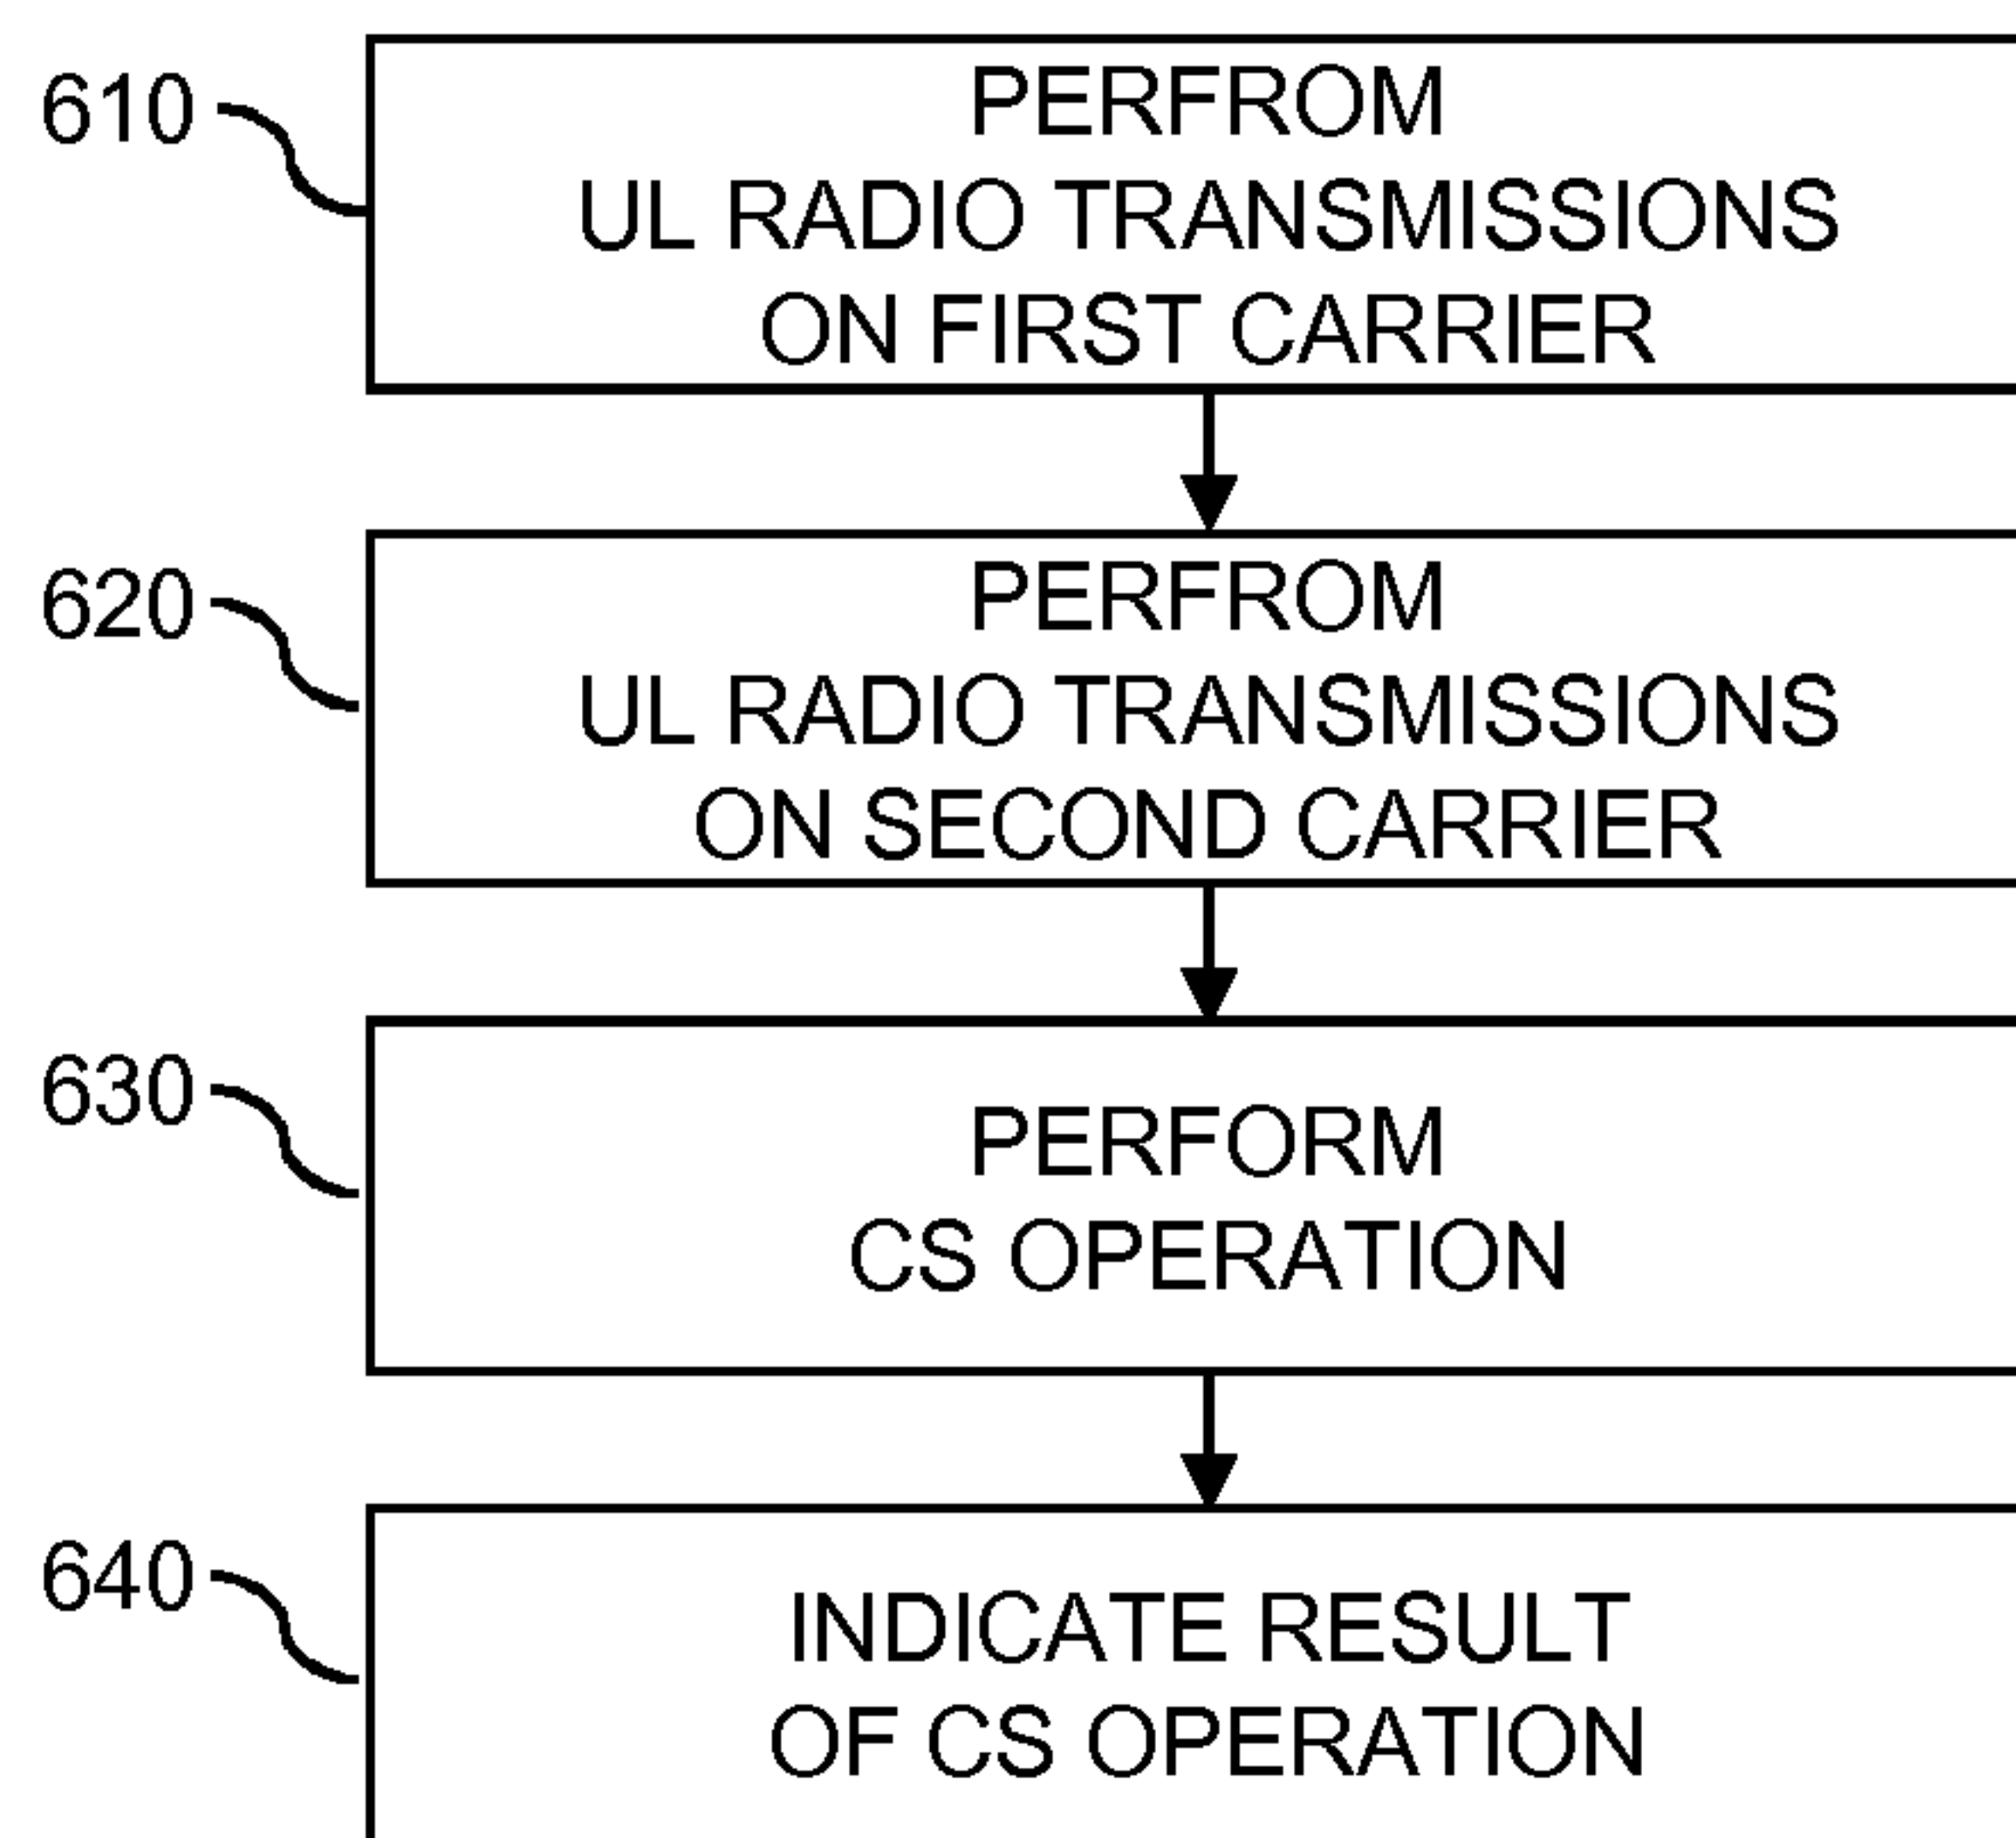 610
PERFROM
UL RADIO TRANSMISSIONS
ON FIRST CARRIER
620
PERFROM
UL RADIO TRANSMISSIONS
ON SECOND CARRIER
630
PERFORM
CS OPERATION
640
INDICATE RESULT
OF CS OPERATION